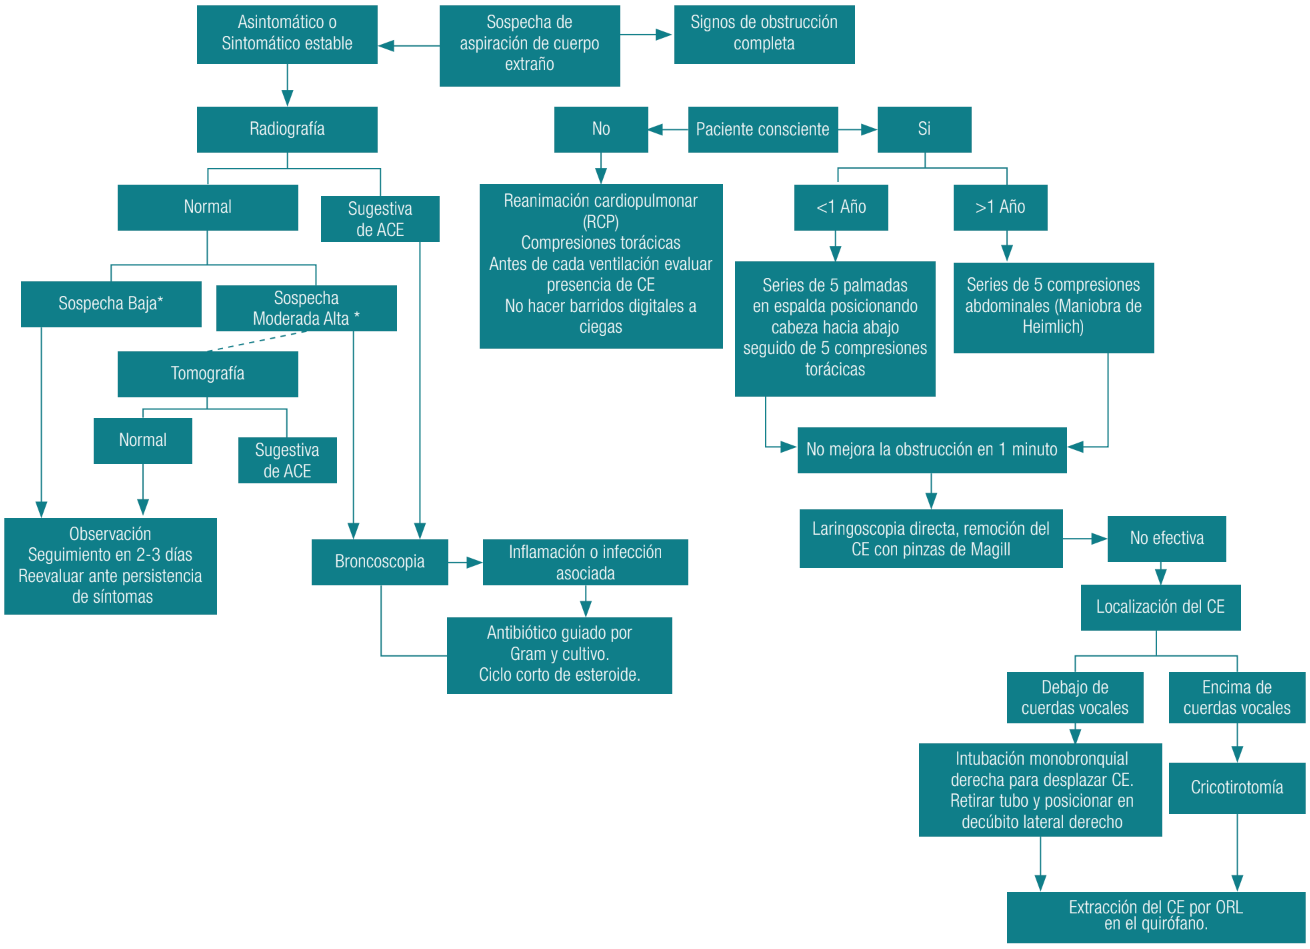 Asintomático o
Sintomático estable
Sospecha de
aspiración de cuerpo
extraño
Signos de obstrucción
completa
Radiografía
No
Paciente consciente
Si
Normal
Sugestiva
de ACE
Reanimación cardiopulmonar
(RCP)
Compresiones torácicas
Antes de cada ventilación evaluar
presencia de CE
No hacer barridos digitales a
ciegas
<1 Año
>1 Año
Sospecha Baja*
Sospecha
Moderada Alta *
Series de 5 palmadas
en espalda posicionando
cabeza hacia abajo
seguido de 5 compresiones
torácicas
Series de 5 compresiones
abdominales (Maniobra de
Heimlich)
Tomografía
Normal
Sugestiva
de ACE
No mejora la obstrucción en 1 minuto
Observación
Seguimiento en 2-3 días
Reevaluar ante persistencia
de síntomas
Broncoscopia
Inflamación o infección
asociada
Laringoscopia directa, remoción del
CE con pinzas de Magill
No efectiva
Antibiótico guiado por
Gram y cultivo.
Ciclo corto de esteroide.
Localización del CE
Debajo de
cuerdas vocales
Encima de
cuerdas vocales
Intubación monobronquial
derecha para desplazar CE.
Retirar tubo y posicionar en
decúbito lateral derecho
Cricotirotomía
Extracción del CE por ORL
en el quirófano.